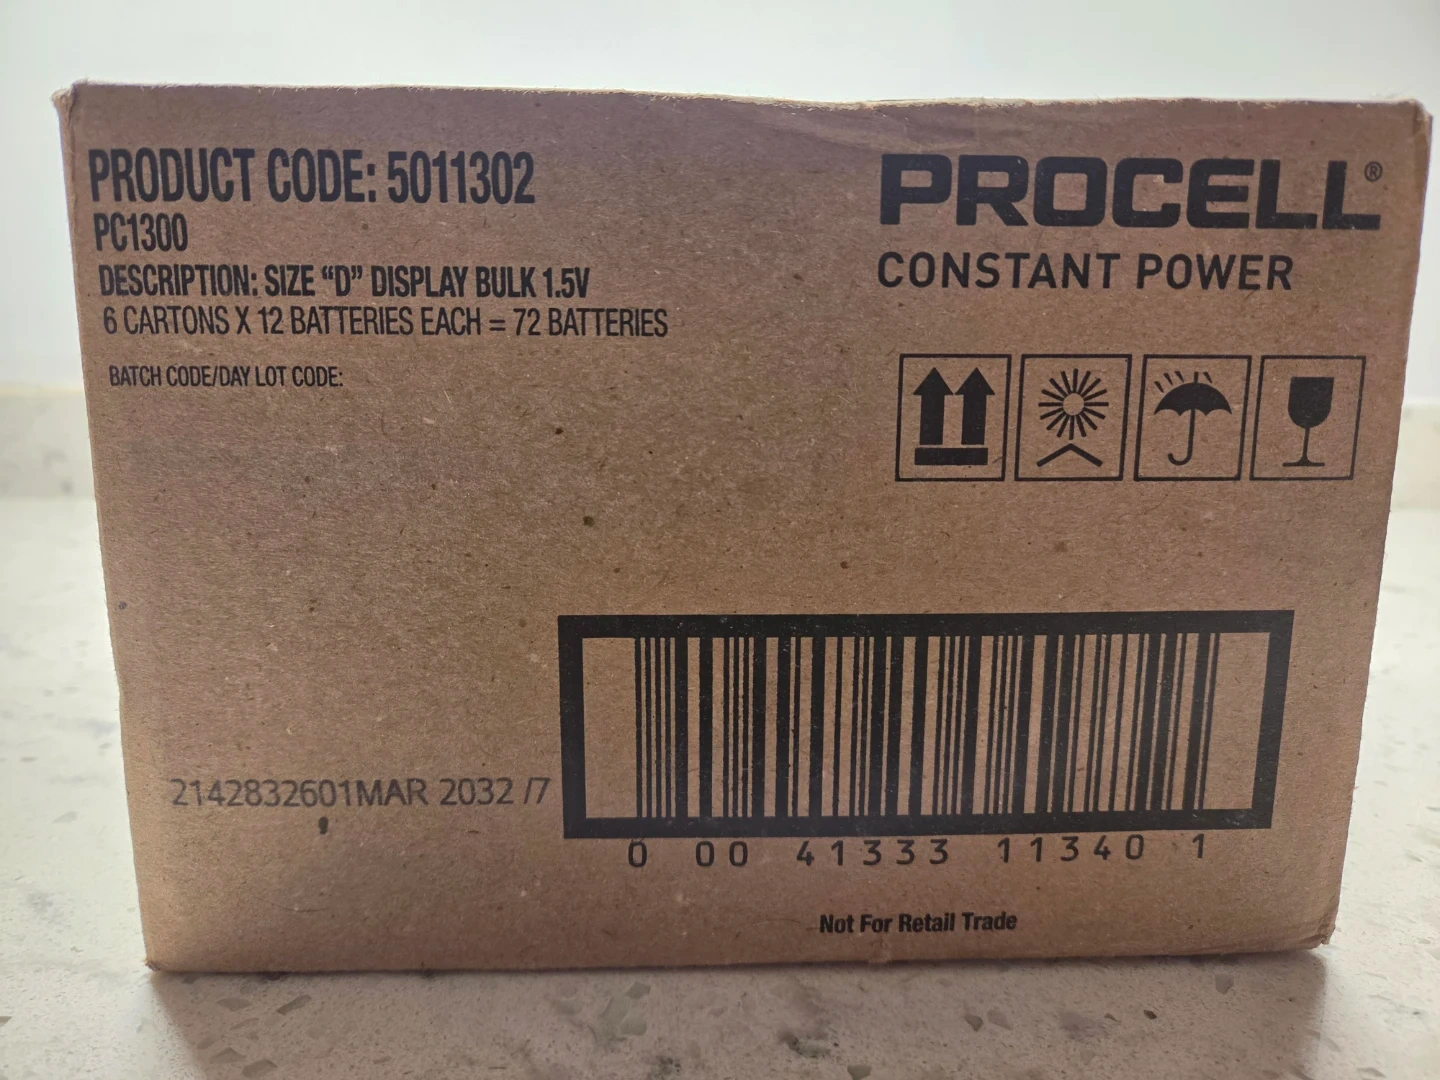 PRODUCT CODE: 5011302
PC1300
DESCRIPTION: SIZE “D” DISPLAY BULK 1.5V
6 CARTONS X 12 BATTERIES EACH = 72 BATTERIES
BATCH CODE/DAY LOT CODE:
PROCELL®
CONSTANT POWER
2142832601MAR 2032 /7
0 00 41333 11340 1
Not For Retail Trade